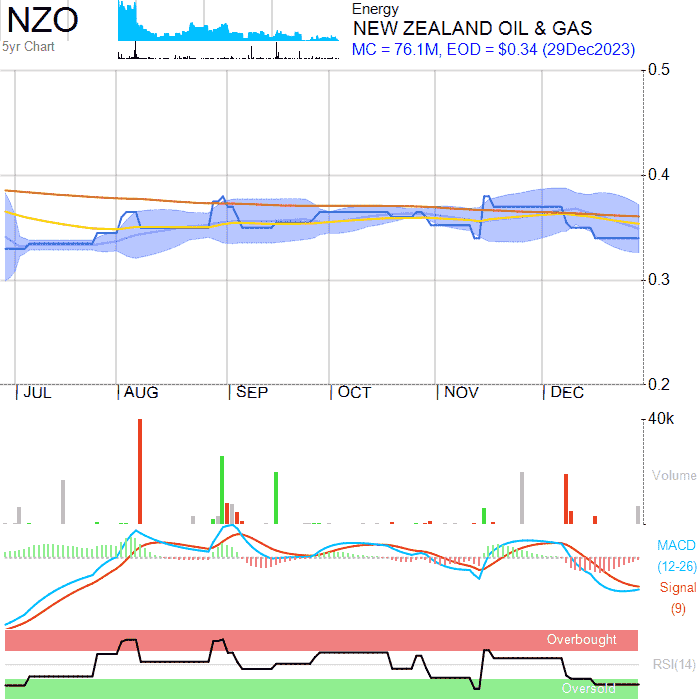 NZO
5yr Chart
Energy
NEW ZEALAND OIL & GAS
MC = 76.1M, EOD = $0.34 (29Dec2023)
0.5
0.4
0.3
0.2
JUL
AUG
SEP
OCT
NOV
DEC
40k
Volume
MACD
(12-26)
Signal
(9)
Overbought
RSI(14)
Oversold